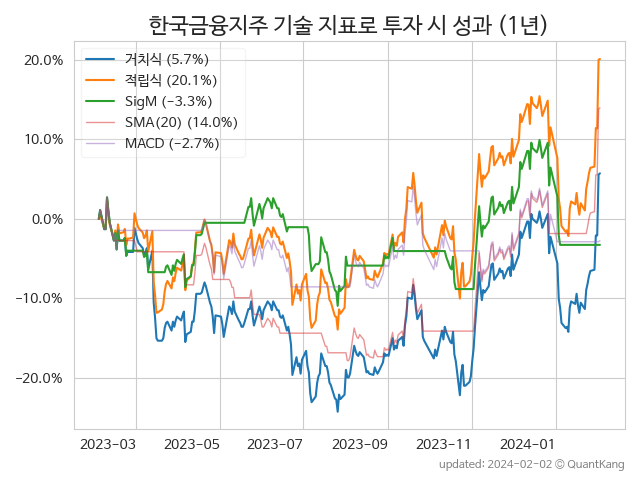 한국금융지주 기술 지표로 투자 시 성과 (1년)
거치식 (5.7%)
적립식 (20.1%)
SigM (−3.3%)
SMA(20) (14.0%)
MACD (−2.7%)
20.0%
10.0%
0.0%
−10.0%
−20.0%
2023-03 2023-05 2023-07 2023-09 2023-11 2024-01
updated: 2024-02-02 © QuantKang